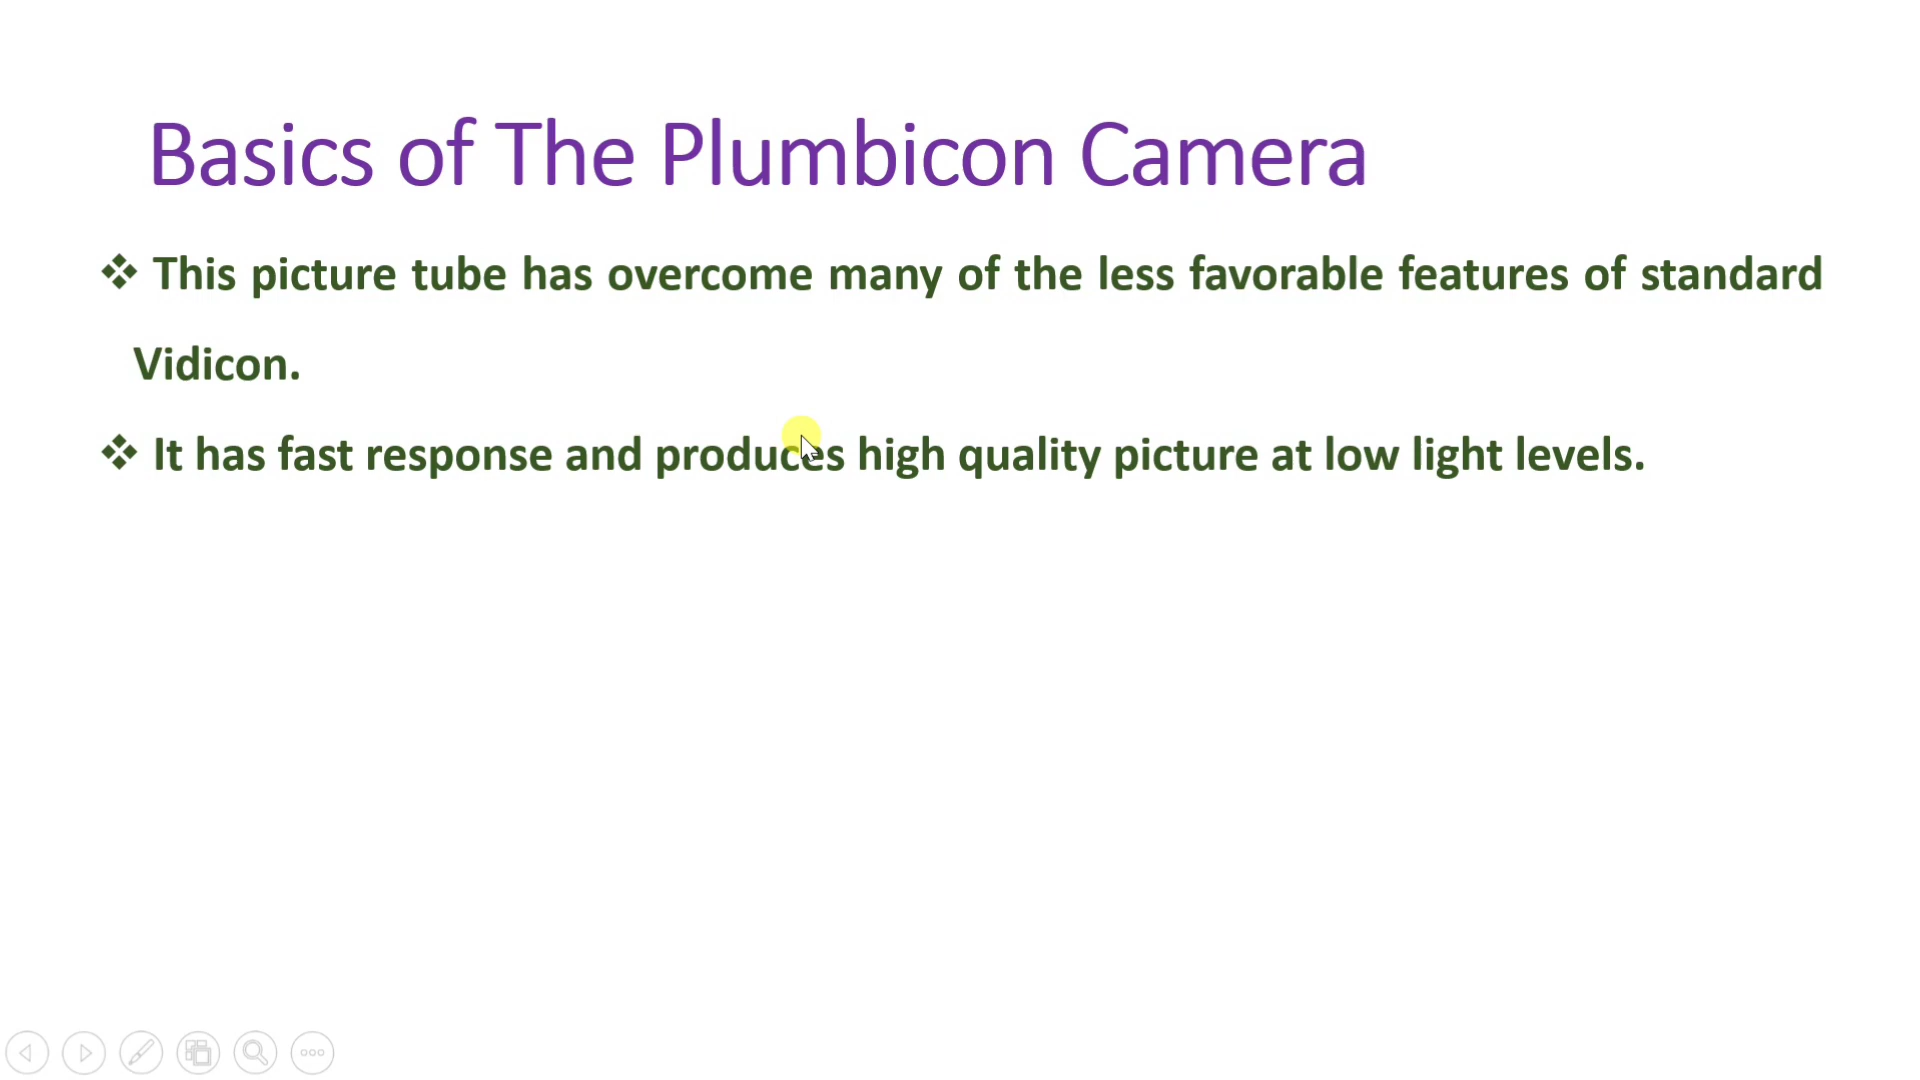 Basics of The Plumbicon Camera
❖ This picture tube has overcome many of the less favorable features of standard
Vidicon.
❖ It has fast response and produces high quality picture at low light levels.